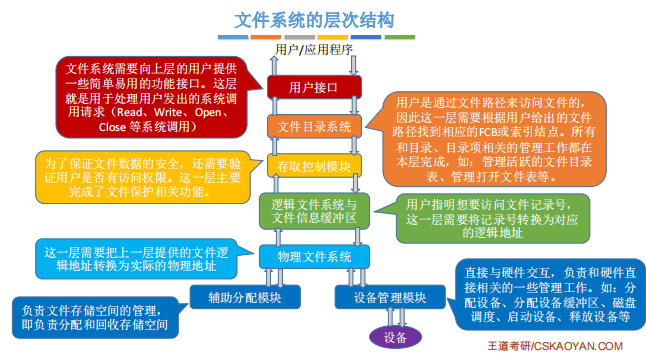 文件系统的层次结构
用户/应用程序
文件系统需要向上层的用户提供
一些简单易用的功能接口。这层
就是用于处理用户发出的系统调
用请求（Read、Write、Open、
Close 等系统调用）
用户接口
文件目录系统
用户是通过文件路径来访问文件的，
因此这一层需要根据用户给出的文件
路径找到相应的FCB或索引结点。所有
和目录、目录项相关的管理工作都在
本层完成，如：管理活跃的文件目录
表、管理打开文件表等。
为了保证文件数据的安全，还需要验
证用户是否有访问权限。这一层主要
完成了文件保护相关功能。
存取控制模块
逻辑文件系统与
文件信息缓冲区
用户指明想要访问文件记录号，
这一层需要将记录号转换为对应
的逻辑地址
这一层需要把上一层提供的文件逻
辑地址转换为实际的物理地址
物理文件系统
辅助分配模块
设备管理模块
直接与硬件交互，负责和硬件直
接相关的一些管理工作。如：分
配设备、分配设备缓冲区、磁盘
调度、启动设备、释放设备等
负责文件存储空间的管理，
即负责分配和回收存储空间
设备
王道考研/CSKAOYAN.COM